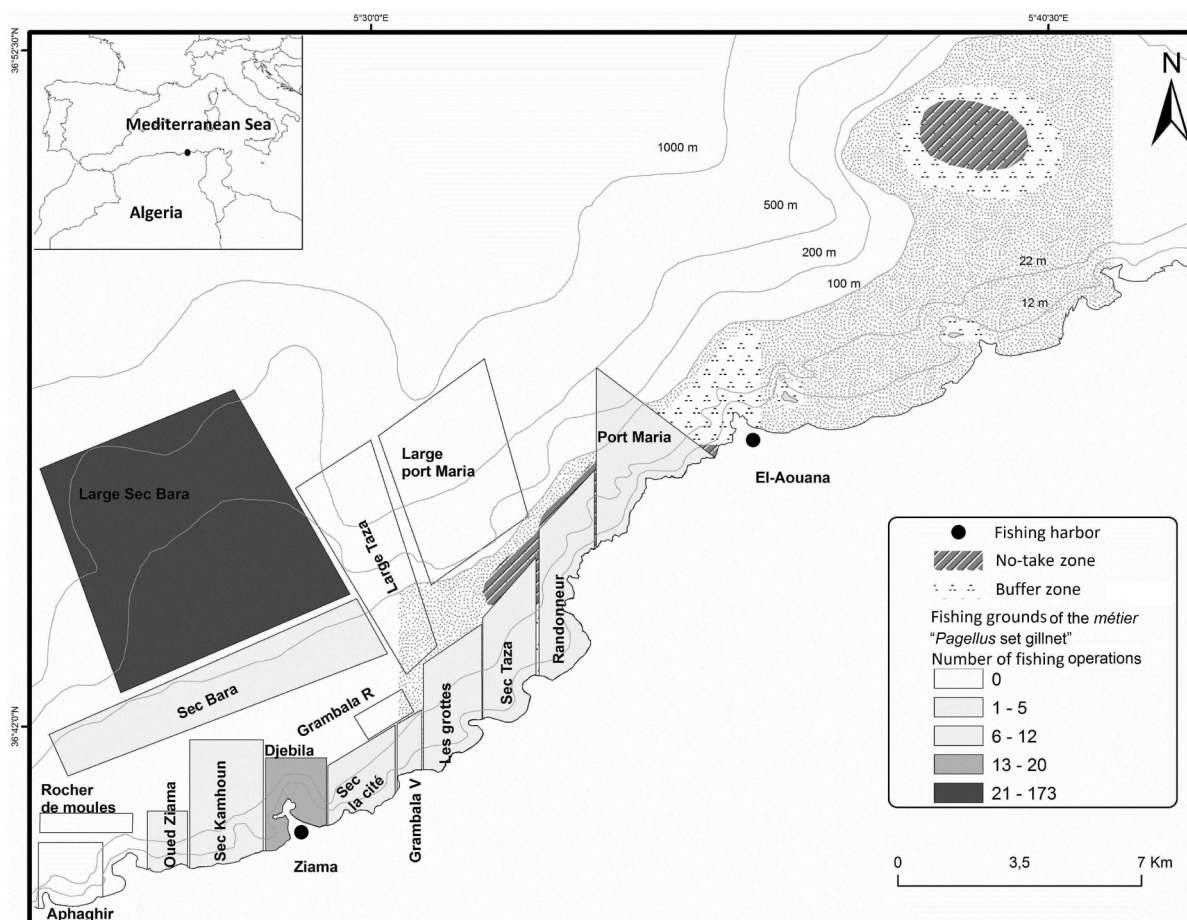 5°30'0"E
5°40'30"E
36°52'30"N
Mediterranean Sea
Algeria
N
1000 m
500 m
200 m
100 m
22 m
12 m
Port Maria
El-Aouana
Large
port Maria
Large Taza
Large Sec Bara
Sec Bara
Randonneur
Sec Taza
Les grottes
Grambala R
Grambala V
36°42'0"N
Djebila
Sec
la cité
Sec Kamhoun
Oued Ziama
Rocher
de moules
Ziama
Aphaghir
Fishing harbor
No-take zone
Buffer zone
Fishing grounds of the métier
“Pagellus set gillnet”
Number of fishing operations
0
1 - 5
6 - 12
13 - 20
21 - 173
0 3,5 7 Km